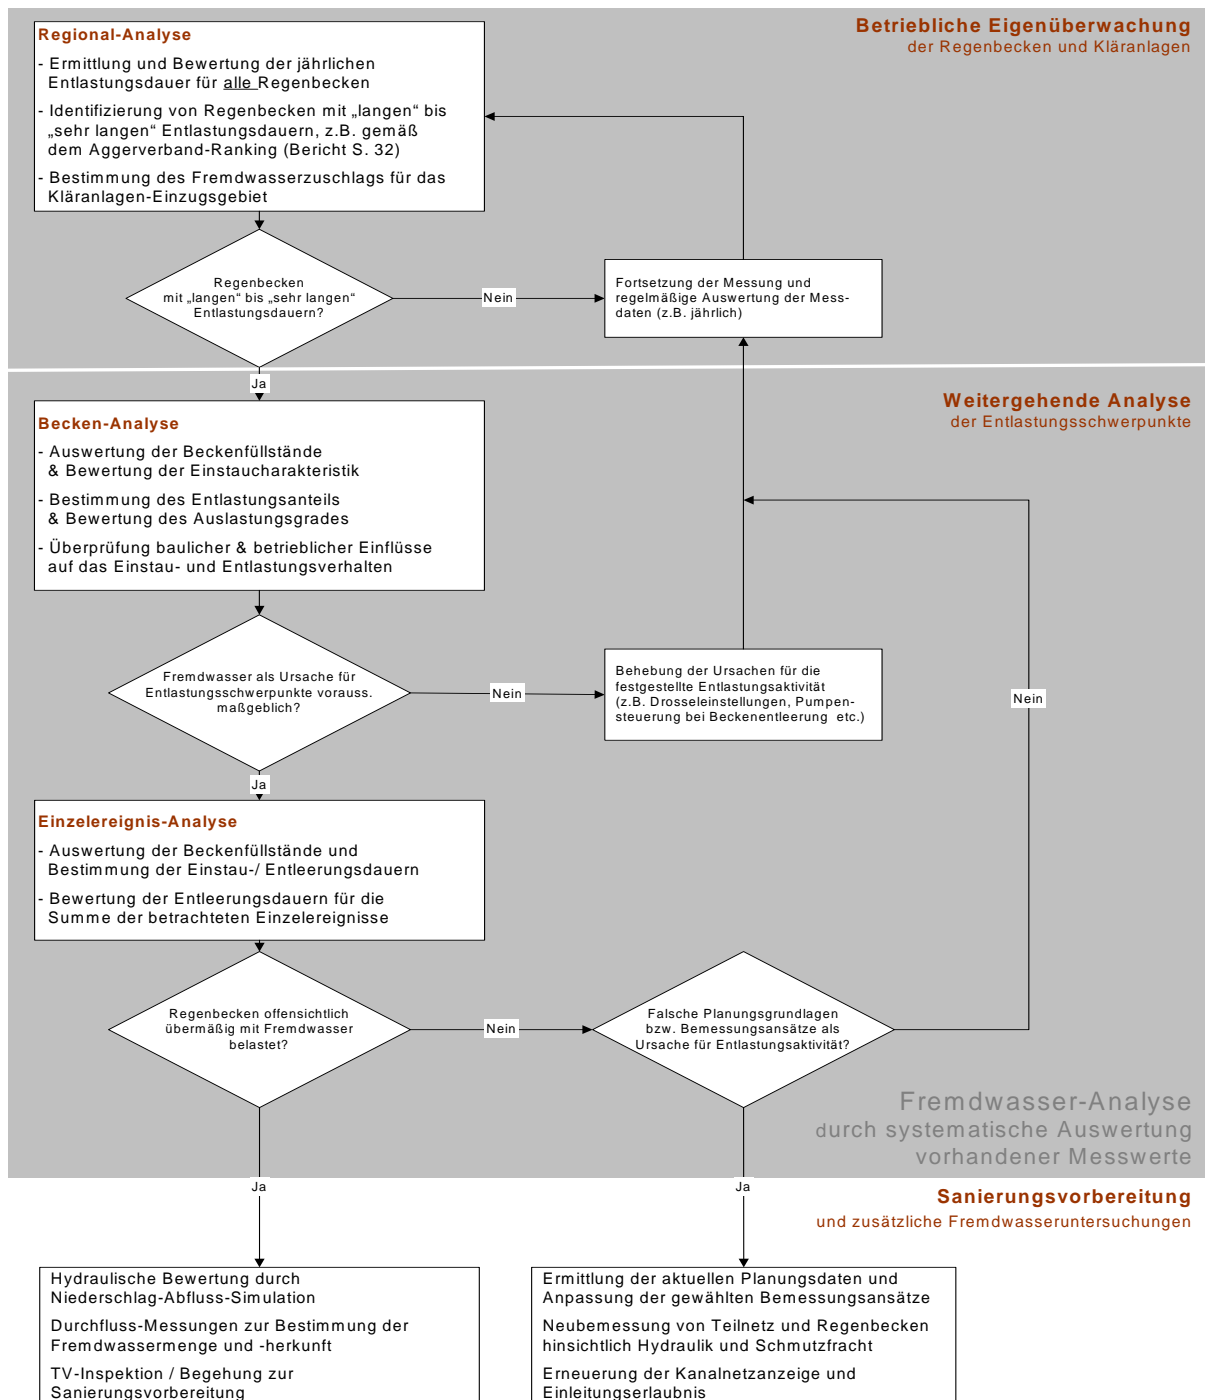 Betriebliche Eigenüberwachung
der Regenbecken und Kläranlagen
Regional-Analyse
- Ermittlung und Bewertung der jährlichen
Entlastungsdauer für alle Regenbecken
- Identifizierung von Regenbecken mit „langen“ bis
„sehr langen“ Entlastungsdauern, z.B. gemäß
dem Aggerverband-Ranking (Bericht S. 32)
- Bestimmung des Fremdwasserzuschlags für das
Kläranlagen-Einzugsgebiet
Regenbecken
mit „langen“ bis „sehr langen“
Entlastungsdauern?
Nein
Fortsetzung der Messung und
regelmäßige Auswertung der Mess-
daten (z.B. jährlich)
Ja
Weitergehende Analyse
der Entlastungsschwerpunkte
Becken-Analyse
- Auswertung der Beckenfüllstände
& Bewertung der Einstaucharakteristik
- Bestimmung des Entlastungsanteils
& Bewertung des Auslastungsgrades
- Überprüfung baulicher & betrieblicher Einflüsse
auf das Einstau- und Entlastungsverhalten
Fremdwasser als Ursache für
Entlastungsschwerpunkte vorauss.
maßgeblich?
Nein
Behebung der Ursachen für die
festgestellte Entlastungsaktivität
(z.B. Drosseleinstellungen, Pumpen-
steuerung bei Beckenentleerung etc.)
Nein
Ja
Einzelereignis-Analyse
- Auswertung der Beckenfüllstände und
Bestimmung der Einstau-/ Entleerungsdauern
- Bewertung der Entleerungsdauern für die
Summe der betrachteten Einzelereignisse
Regenbecken offensichtlich
übermäßig mit Fremdwasser
belastet?
Nein
Falsche Planungsgrundlagen
bzw. Bemessungsansätze als
Ursache für Entlastungsaktivität?
Fremdwasser-Analyse
durch systematische Auswertung
vorhandener Messwerte
Ja
Ja
Sanierungsvorbereitung
und zusätzliche Fremdwasseruntersuchungen
Hydraulische Bewertung durch
Niederschlag-Abfluss-Simulation
Durchfluss-Messungen zur Bestimmung der
Fremdwassermenge und -herkunft
TV-Inspektion / Begehung zur
Sanierungsvorbereitung
Ermittlung der aktuellen Planungsdaten und
Anpassung der gewählten Bemessungsansätze
Neubemessung von Teilnetz und Regenbecken
hinsichtlich Hydraulik und Schmutzfracht
Erneuerung der Kanalnetzanzeige und
Einleitungserlaubnis